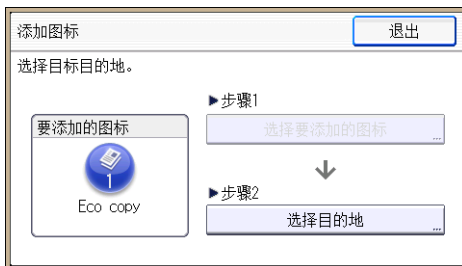 添加图标
退出
选择目标目的地。
▶步骤1
要添加的图标
选择要添加的图标
...
1
Eco copy
▶步骤2
选择目的地
...